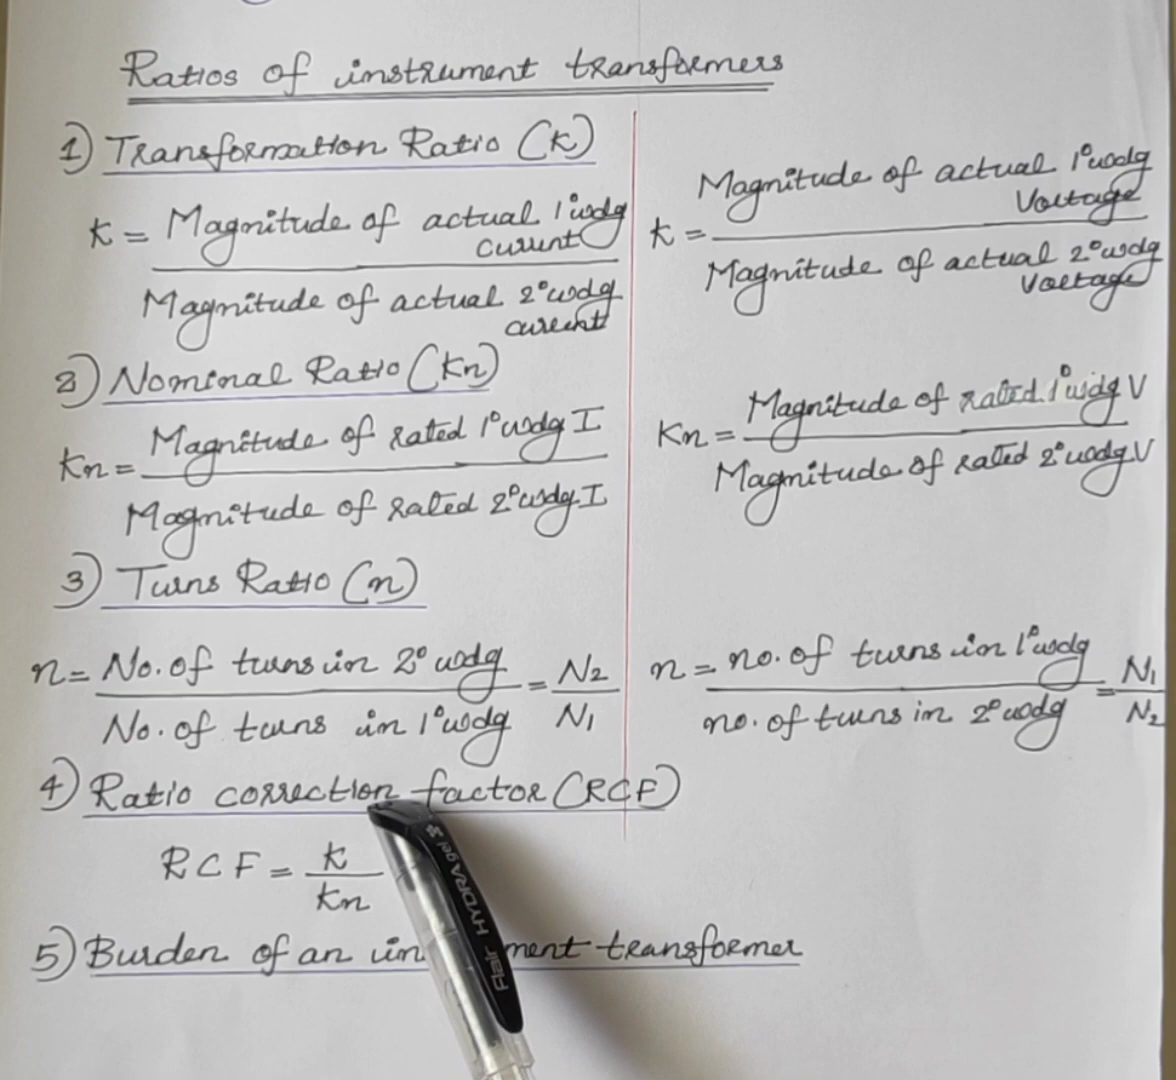 Ratios of instrument transformers
1) Transformation Ratio (K)
K = Magnitude of actual 1° wdg current
Magnitude of actual 2° wdg current
K = Magnitude of actual 1° wdg Voltage
Magnitude of actual 2° wdg Voltage
2) Nominal Ratio (Kn)
Kn = Magnitude of rated 1° wdg I
Magnitude of rated 2° wdg I
Kn = Magnitude of rated 1° wdg V
Magnitude of rated 2° wdg V
3) Turns Ratio (n)
n = No. of turns in 2° wdg = N2
No. of turns in 1° wdg N1
n = no. of turns in 1° wdg = N1
no. of turns in 2° wdg N2
4) Ratio correction factor (RCF)
RCF = K
Kn
5) Burden of an in ment transformer
Flair HYDRA gel